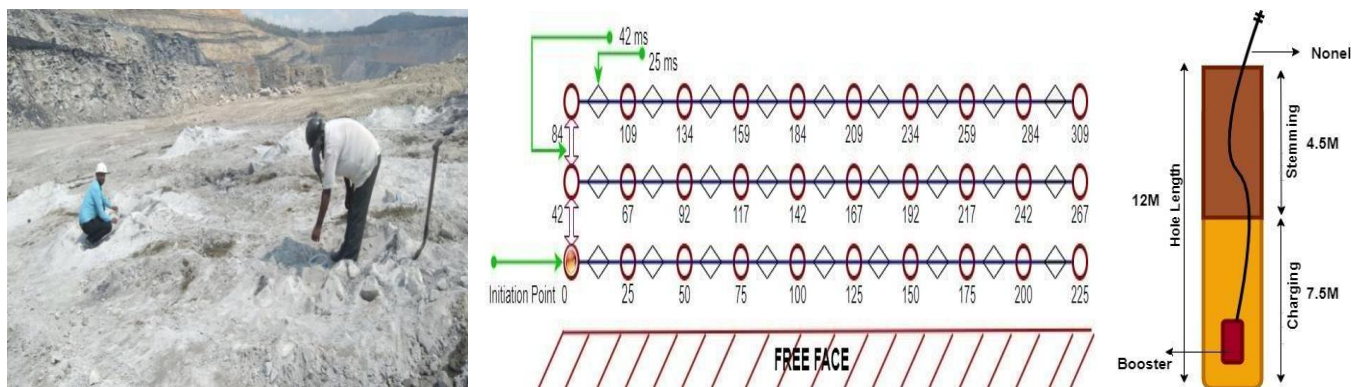 42 ms
25 ms
84 109 134 159 184 209 234 259 284 309
42 67 92 117 142 167 192 217 242 267
Initiation Point 0 25 50 75 100 125 150 175 200 225
FREE FACE
Nonel
Stemming
4.5M
12M
Hole Length
Charging
7.5M
Booster